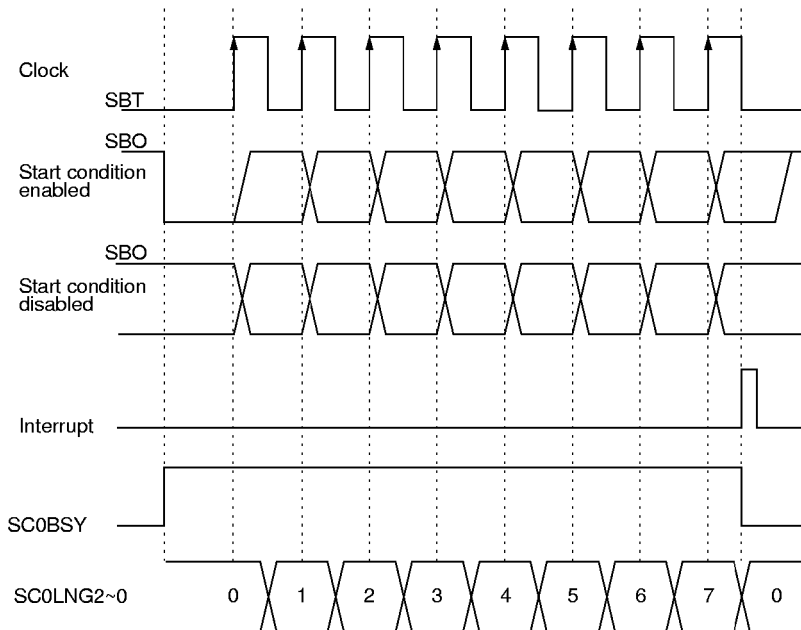 Clock
SBT
SBO
Start condition
enabled
SBO
Start condition
disabled
Interrupt
SC0BSY
SC0LNG2~0 0 1 2 3 4 5 6 7 0